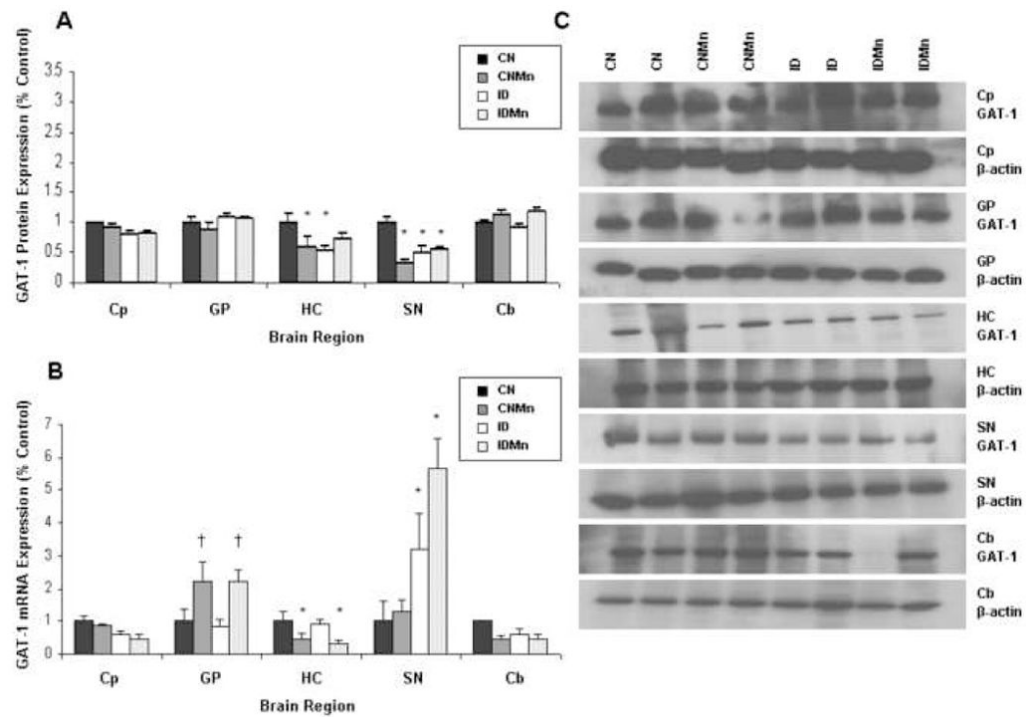 A
GAT-1 Protein Expression (% Control)
3.5
3
2.5
2
1.5
1
0.5
0
CN
CNMn
ID
IDMn
* *
* * *
Cp GP HC SN Cb
Brain Region
B
GAT-1 mRNA Expression (% Control)
7
6
5
4
3
2
1
0
CN
CNMn
ID
IDMn
† †
* *
* *
Cp GP HC SN Cb
Brain Region
C
CN CN CNMn CNMn ID ID IDMn IDMn
Cp
GAT-1
Cp
β-actin
GP
GAT-1
GP
β-actin
HC
GAT-1
HC
β-actin
SN
GAT-1
SN
β-actin
Cb
GAT-1
Cb
β-actin